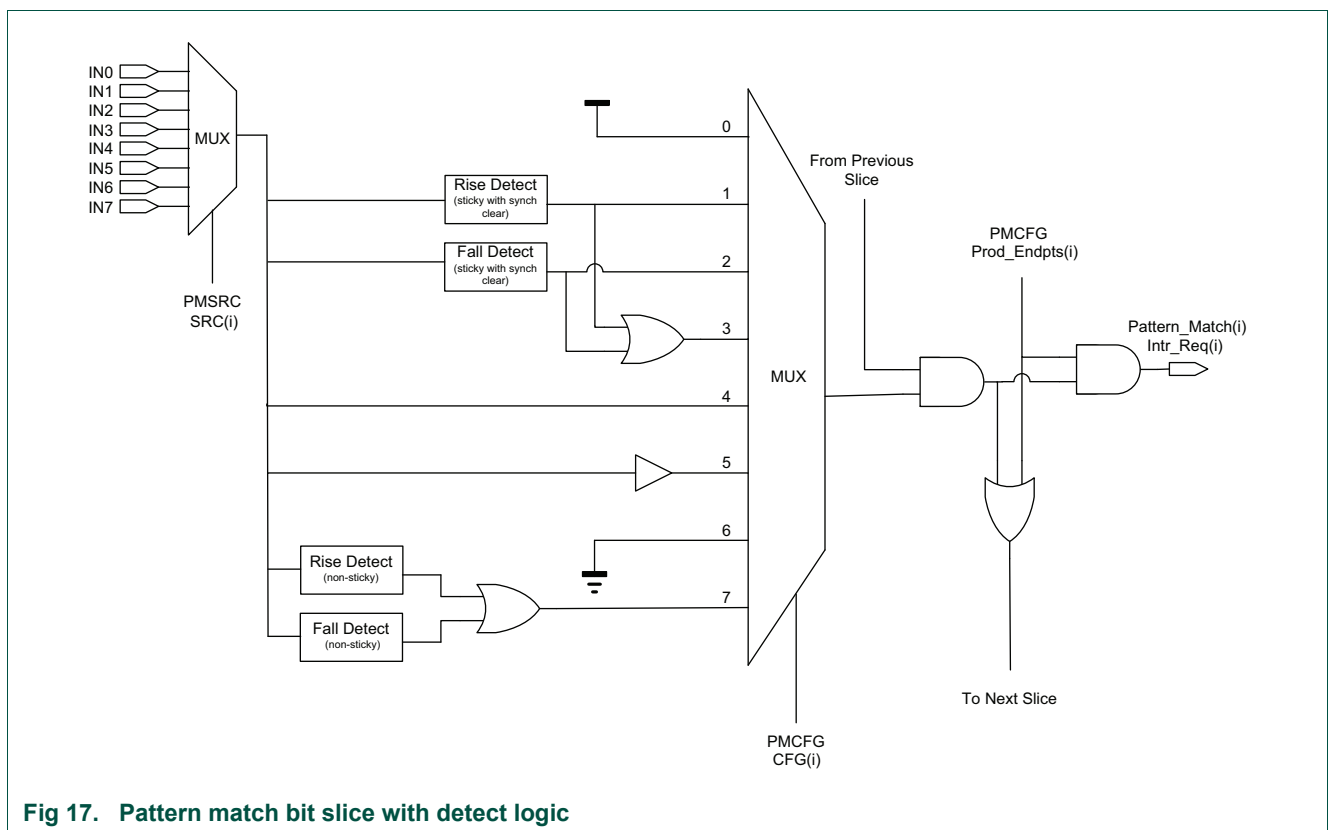 IN0
IN1
IN2
IN3
IN4
IN5
IN6
IN7
MUX
PMSRC
SRC(i)
Rise Detect
(sticky with synch
clear)
Fall Detect
(sticky with synch
clear)
Rise Detect
(non-sticky)
Fall Detect
(non-sticky)
0
1
2
3
4
5
6
7
MUX
PMCFG
CFG(i)
From Previous
Slice
PMCFG
Prod_Endpts(i)
Pattern_Match(i)
Intr_Req(i)
To Next Slice
Fig 17. Pattern match bit slice with detect logic